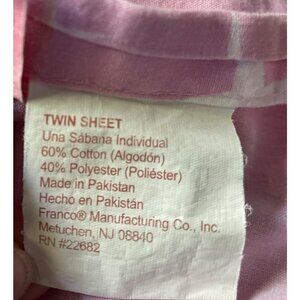 TWIN SHEET
Una Sábana Individual
60% Cotton (Algodón)
40% Polyester (Poliéster)
Made in Pakistan
Hecho en Pakistán
Franco® Manufacturing Co., Inc.
Metuchen, NJ 08840
RN #22682